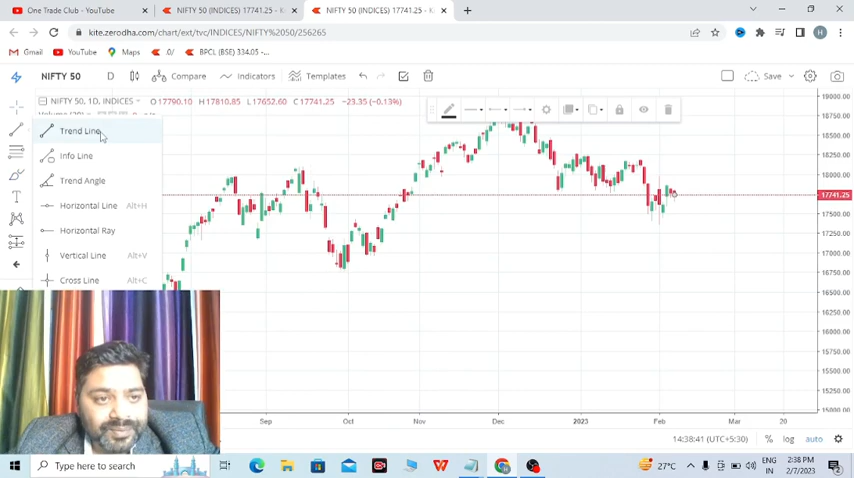 One Trade Club - YouTube
NIFTY 50 (INDICES) 17741.25 -
NIFTY 50 (INDICES) 17741.25 -
kite.zerodha.com/chart/ext/tvc/INDICES/NIFTY%2050/256265
H
Gmail
YouTube
Maps
.0/
BPCL (BSE) 334.05 - ...
NIFTY 50
D
Compare
Indicators
Templates
Save
NIFTY 50, 1D, INDICES
O17790.10 H17810.85 L17652.60 C17741.25 −23.35 (−0.13%)
Trend Line
Info Line
Trend Angle
Horizontal Line Alt+H
Horizontal Ray
Vertical Line Alt+V
Cross Line Alt+C
19000.00
18750.00
18500.00
18250.00
18000.00
17741.25
17500.00
17250.00
17000.00
16750.00
16500.00
16250.00
16000.00
15750.00
15500.00
15250.00
15000.00
Sep
Oct
Nov
Dec
2023
Feb
Mar
20
14:38:41 (UTC+5:30)
%
log
auto
Type here to search
27°C
ENG
IN
2:38 PM
2/7/2023
2